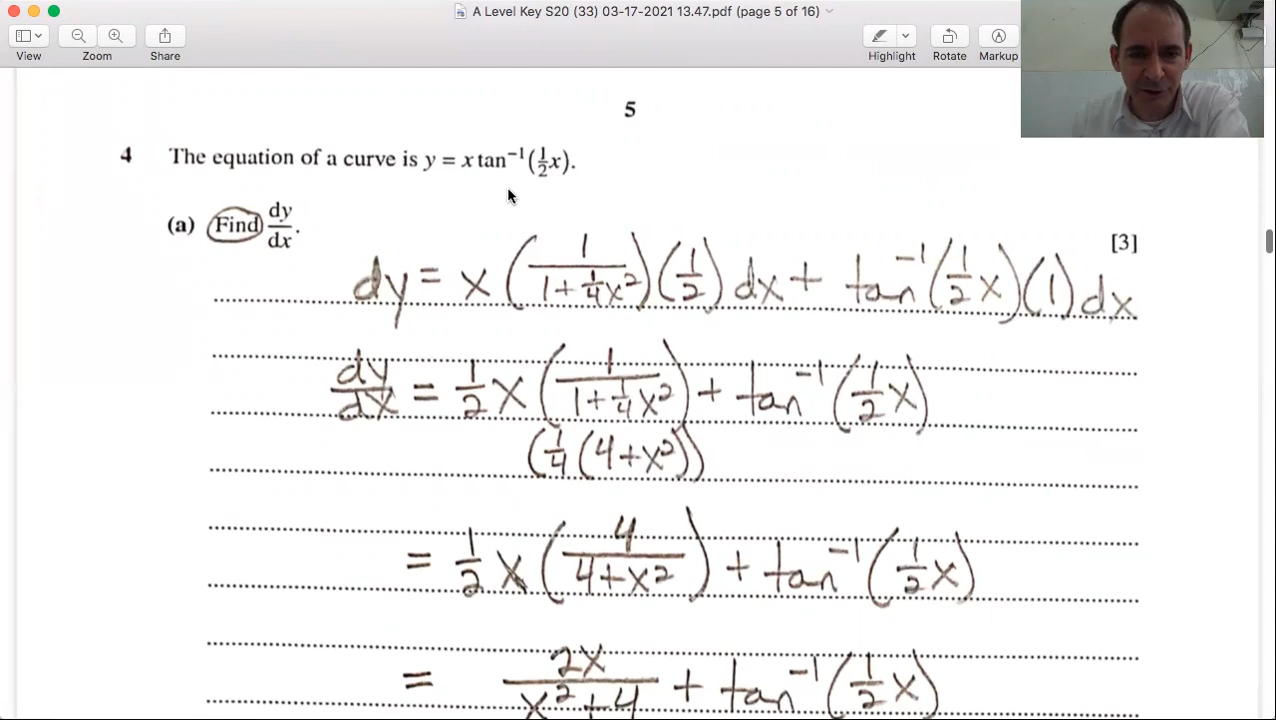 A Level Key S20 (33) 03-17-2021 13.47.pdf (page 5 of 16)
View Zoom Share Highlight Rotate Markup
5
4 The equation of a curve is y = x tan⁻¹(½x).
(a) Find dy/dx. [3]
dy = x (1/(1+¼x²)) (½) dx + tan⁻¹(½x)(1)dx
dy/dx = ½x (1/(1+¼x²)) + tan⁻¹(½x)
(¼(4+x²))
= ½x (4/(4+x²)) + tan⁻¹(½x)
= 2x/(x²+4) + tan⁻¹(½x)